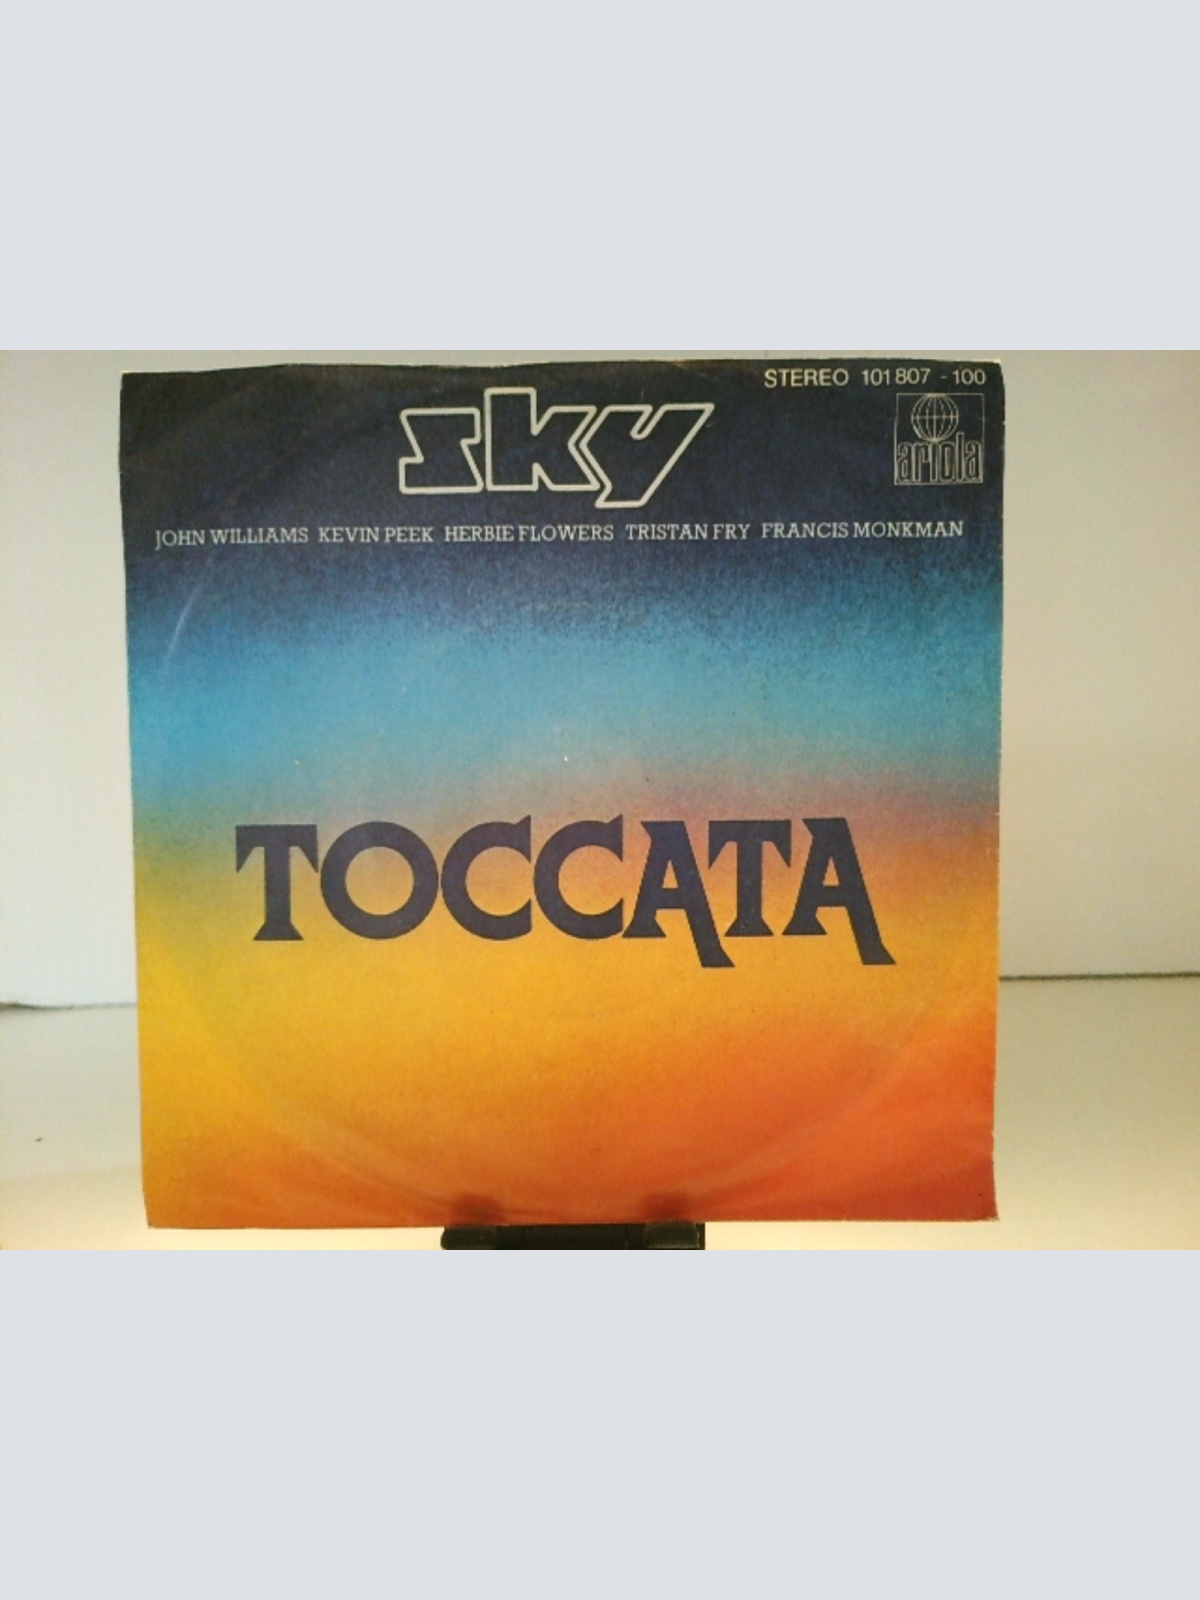 STEREO 101 807 - 100
sky
ariola
JOHN WILLIAMS KEVIN PEEK HERBIE FLOWERS TRISTAN FRY FRANCIS MONKMAN
TOCCATA